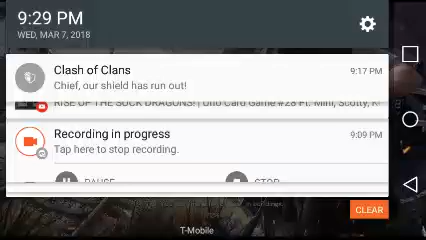 9:29 PM
WED, MAR 7, 2018
Clash of Clans 9:17 PM
Chief, our shield has run out!
RISE OF THE SOCK DRAGONS! | Otto Card Game #28 Ft. Mini, Scotty, K
Recording in progress 9:09 PM
Tap here to stop recording.
PAUSE STOP
CLEAR
T-Mobile